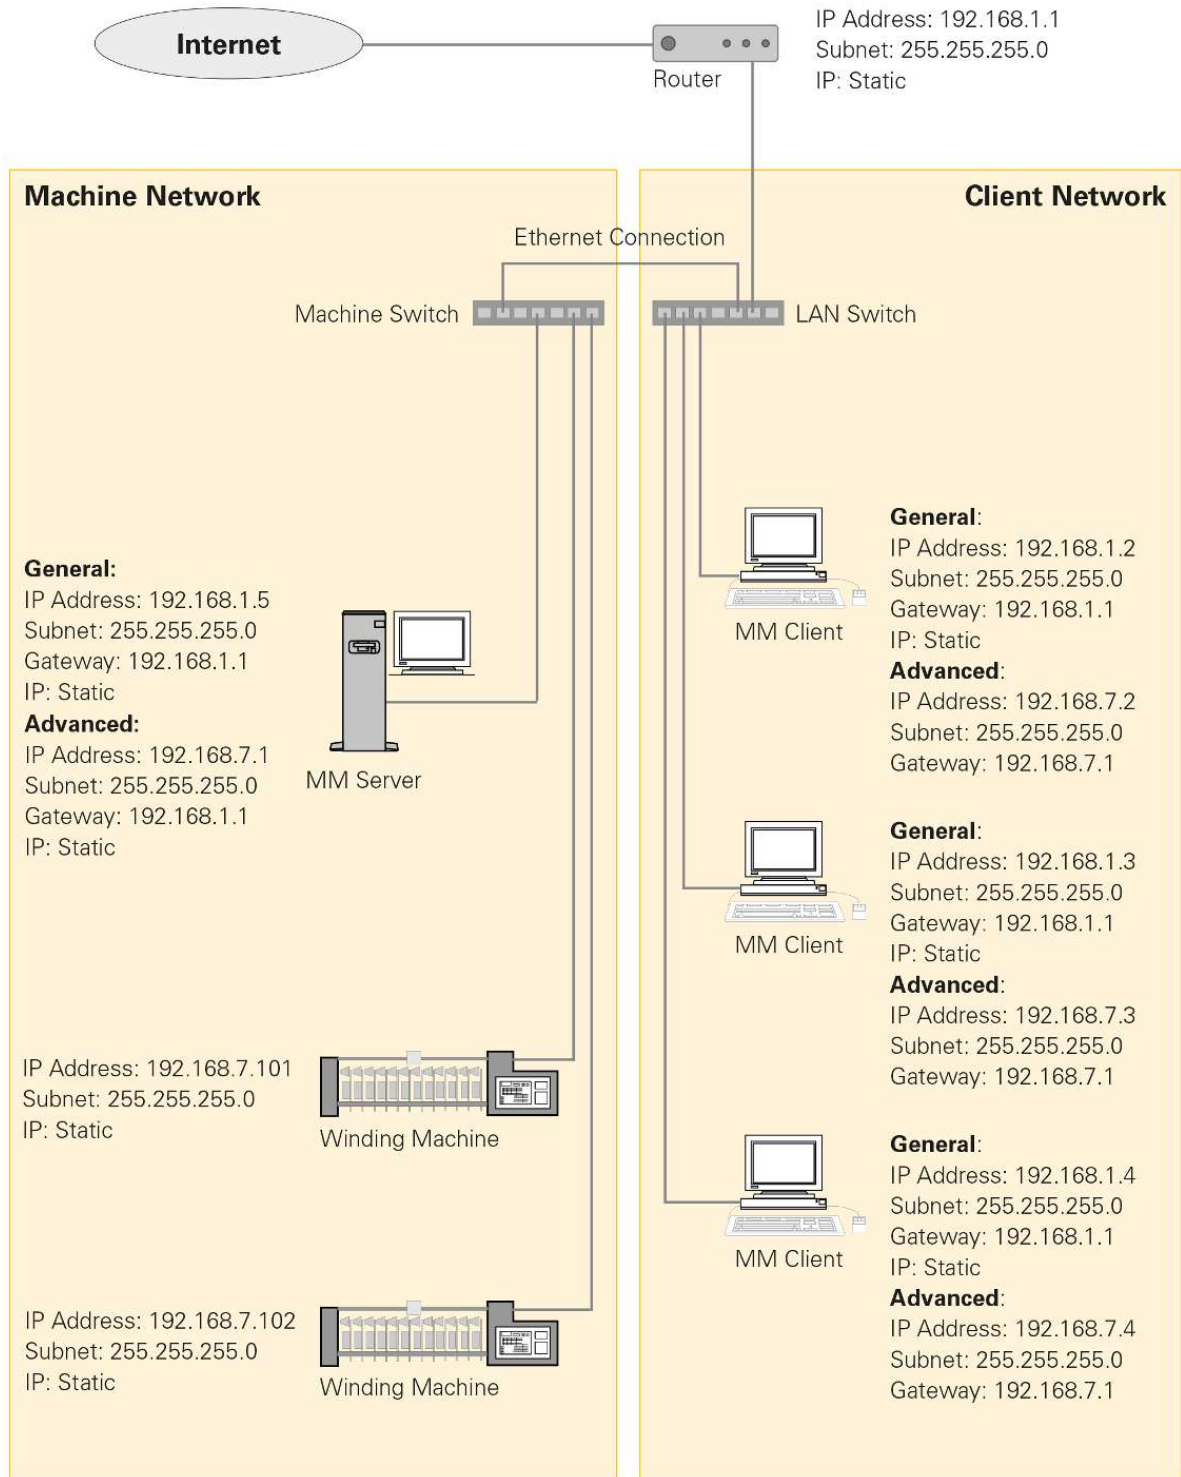 Internet
Router
IP Address: 192.168.1.1
Subnet: 255.255.255.0
IP: Static
Machine Network
Client Network
Ethernet Connection
Machine Switch
LAN Switch
General:
IP Address: 192.168.1.5
Subnet: 255.255.255.0
Gateway: 192.168.1.1
IP: Static
Advanced:
IP Address: 192.168.7.1
Subnet: 255.255.255.0
Gateway: 192.168.1.1
IP: Static
MM Server
IP Address: 192.168.7.101
Subnet: 255.255.255.0
IP: Static
Winding Machine
IP Address: 192.168.7.102
Subnet: 255.255.255.0
IP: Static
Winding Machine
MM Client
General:
IP Address: 192.168.1.2
Subnet: 255.255.255.0
Gateway: 192.168.1.1
IP: Static
Advanced:
IP Address: 192.168.7.2
Subnet: 255.255.255.0
Gateway: 192.168.7.1
MM Client
General:
IP Address: 192.168.1.3
Subnet: 255.255.255.0
Gateway: 192.168.1.1
IP: Static
Advanced:
IP Address: 192.168.7.3
Subnet: 255.255.255.0
Gateway: 192.168.7.1
MM Client
General:
IP Address: 192.168.1.4
Subnet: 255.255.255.0
Gateway: 192.168.1.1
IP: Static
Advanced:
IP Address: 192.168.7.4
Subnet: 255.255.255.0
Gateway: 192.168.7.1